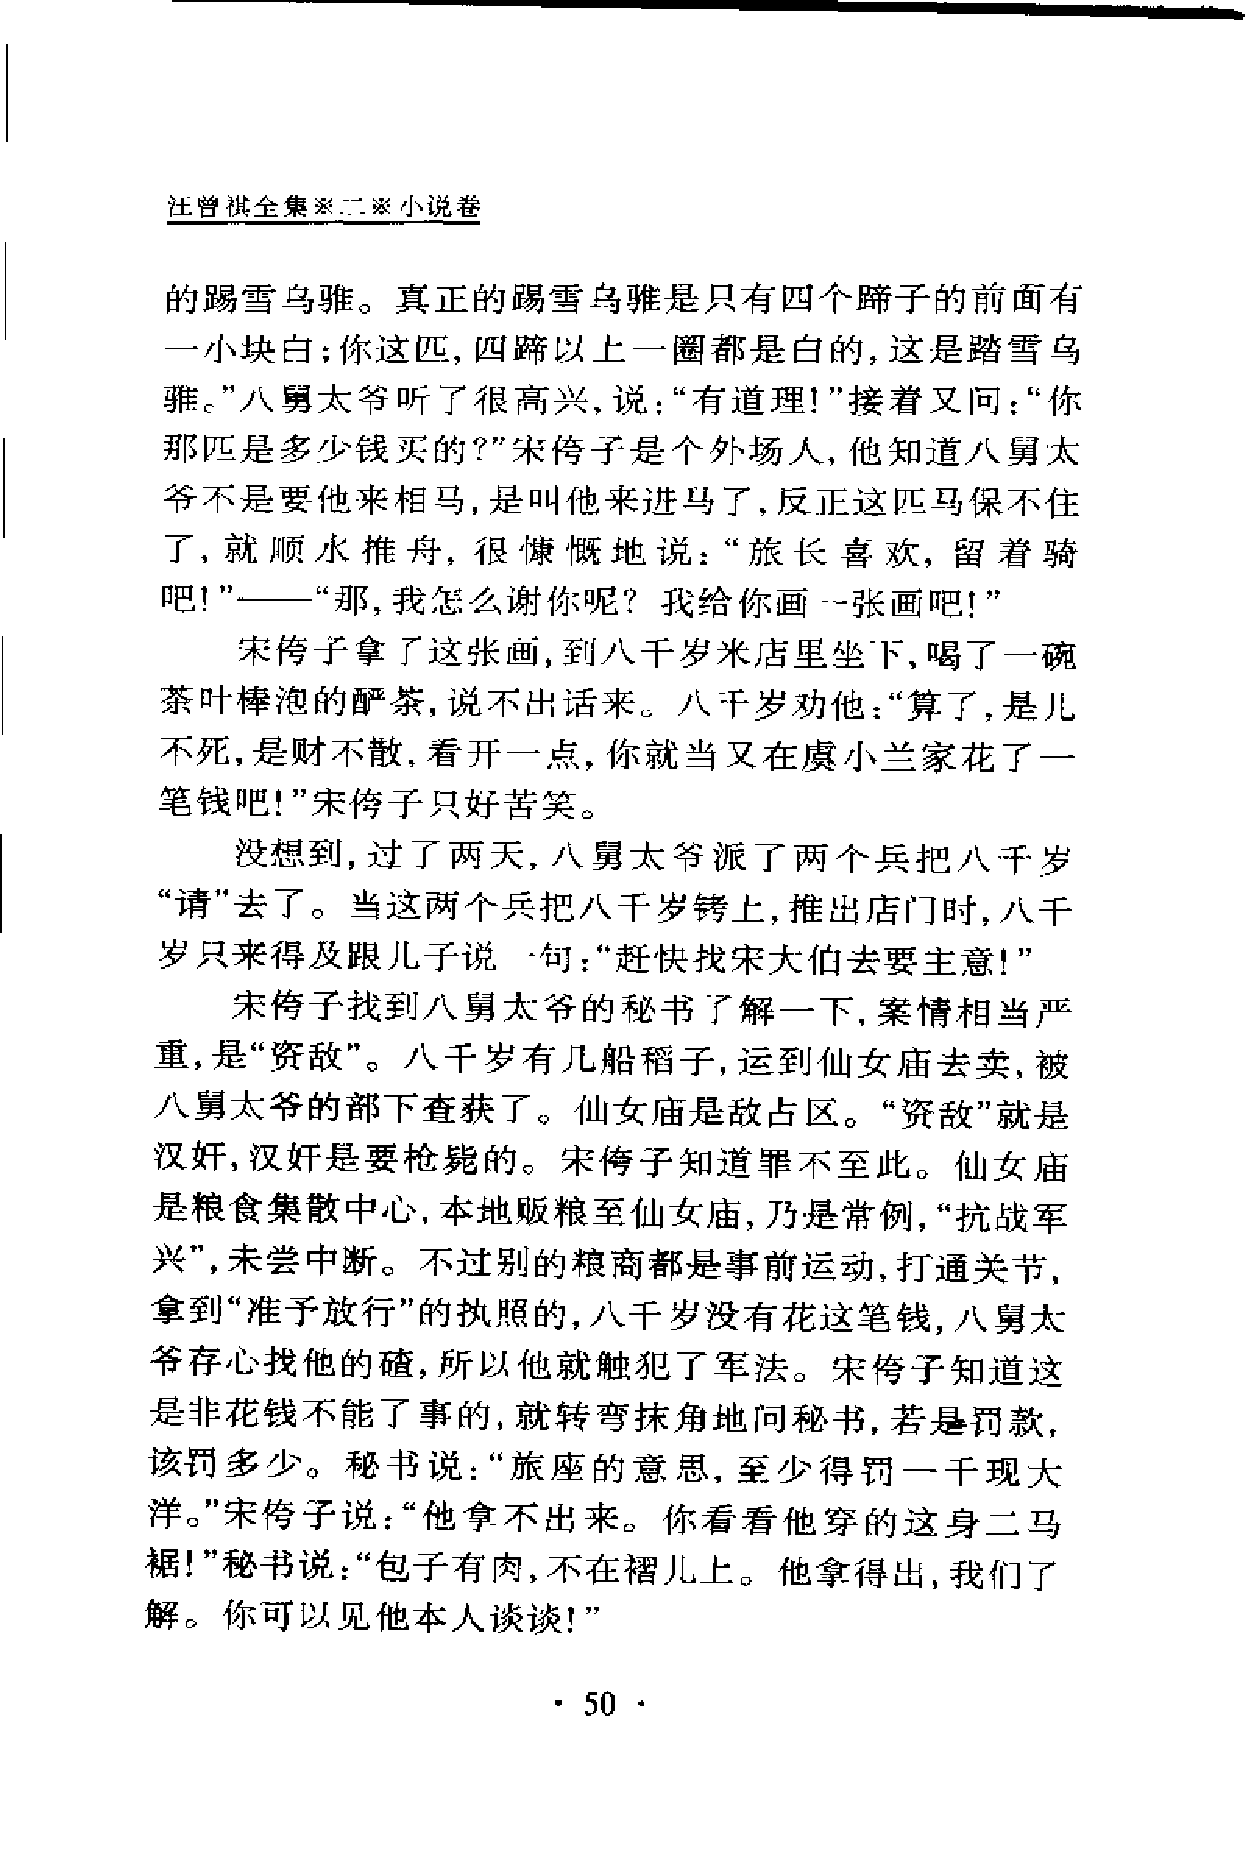 汪曾祺全集※二※小说卷
的踢雪乌骓。真正的踢雪乌骓是只有四个蹄子的前面有
一小块白;你这匹,四蹄以上一圈都是白的,这是踏雪乌
骓。”八舅太爷听了很高兴,说:“有道理!”接着又问:“你
那匹是多少钱买的?”宋侉子是个外场人,他知道八舅太
爷不是要他来相马,是叫他来进马了,反正这匹马保不住
了,就顺水推舟,很慷慨地说:“旅长喜欢,留着骑
吧!”——“那,我怎么谢你呢?我给你画一张画吧!”
宋侉子拿了这张画,到八千岁米店里坐下,喝了一碗
茶叶棒泡的酽茶,说不出话来。八千岁劝他:“算了,是儿
不死,是财不散,看开一点,你就当又在虞小兰家花了一
笔钱吧!”宋侉子只好苦笑。
没想到,过了两天,八舅太爷派了两个兵把八千岁
“请”去了。当这两个兵把八千岁铐上,推出店门时,八千
岁只来得及跟儿子说一句:“赶快找宋大伯去要主意!”
宋侉子找到八舅太爷的秘书了解一下,案情相当严
重,是“资敌”。八千岁有几船稻子,运到仙女庙去卖,被
八舅太爷的部下查获了。仙女庙是敌占区。“资敌”就是
汉奸,汉奸是要枪毙的。宋侉子知道罪不至此。仙女庙
是粮食集散中心,本地贩粮至仙女庙,乃是常例,“抗战军
兴”,未尝中断。不过别的粮商都是事前运动,打通关节,
拿到“准予放行”的执照的,八千岁没有花这笔钱,八舅太
爷存心找他的碴,所以他就触犯了军法。宋侉子知道这
是非花钱不能了事的,就转弯抹角地问秘书,若是罚款,
该罚多少。秘书说:“旅座的意思,至少得罚一千现大
洋。”宋侉子说:“他拿不出来。你看看他穿的这身二马
裾!”秘书说:“包子有肉,不在褶儿上。他拿得出,我们了
解。你可以见他本人谈谈!”
· 50 ·